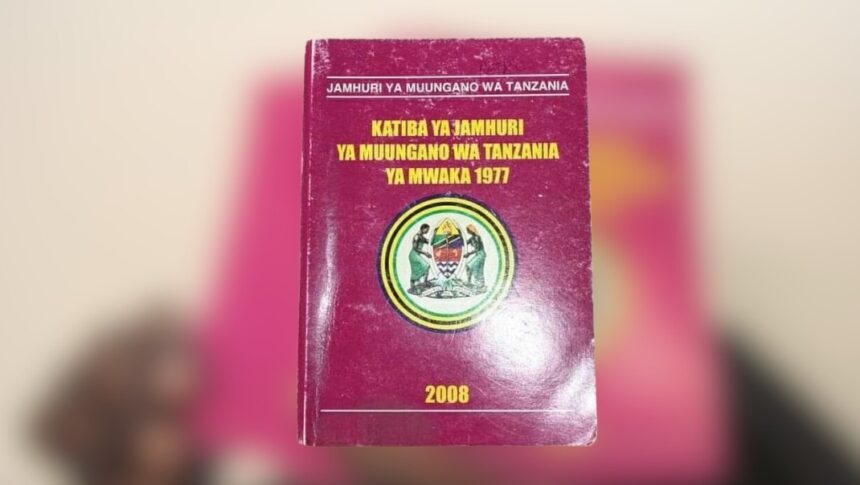 JAMHURI YA MUUNGANO WA TANZANIA
KATIBA YA JAMHURI
YA MUUNGANO WA TANZANIA
YA MWAKA 1977
2008